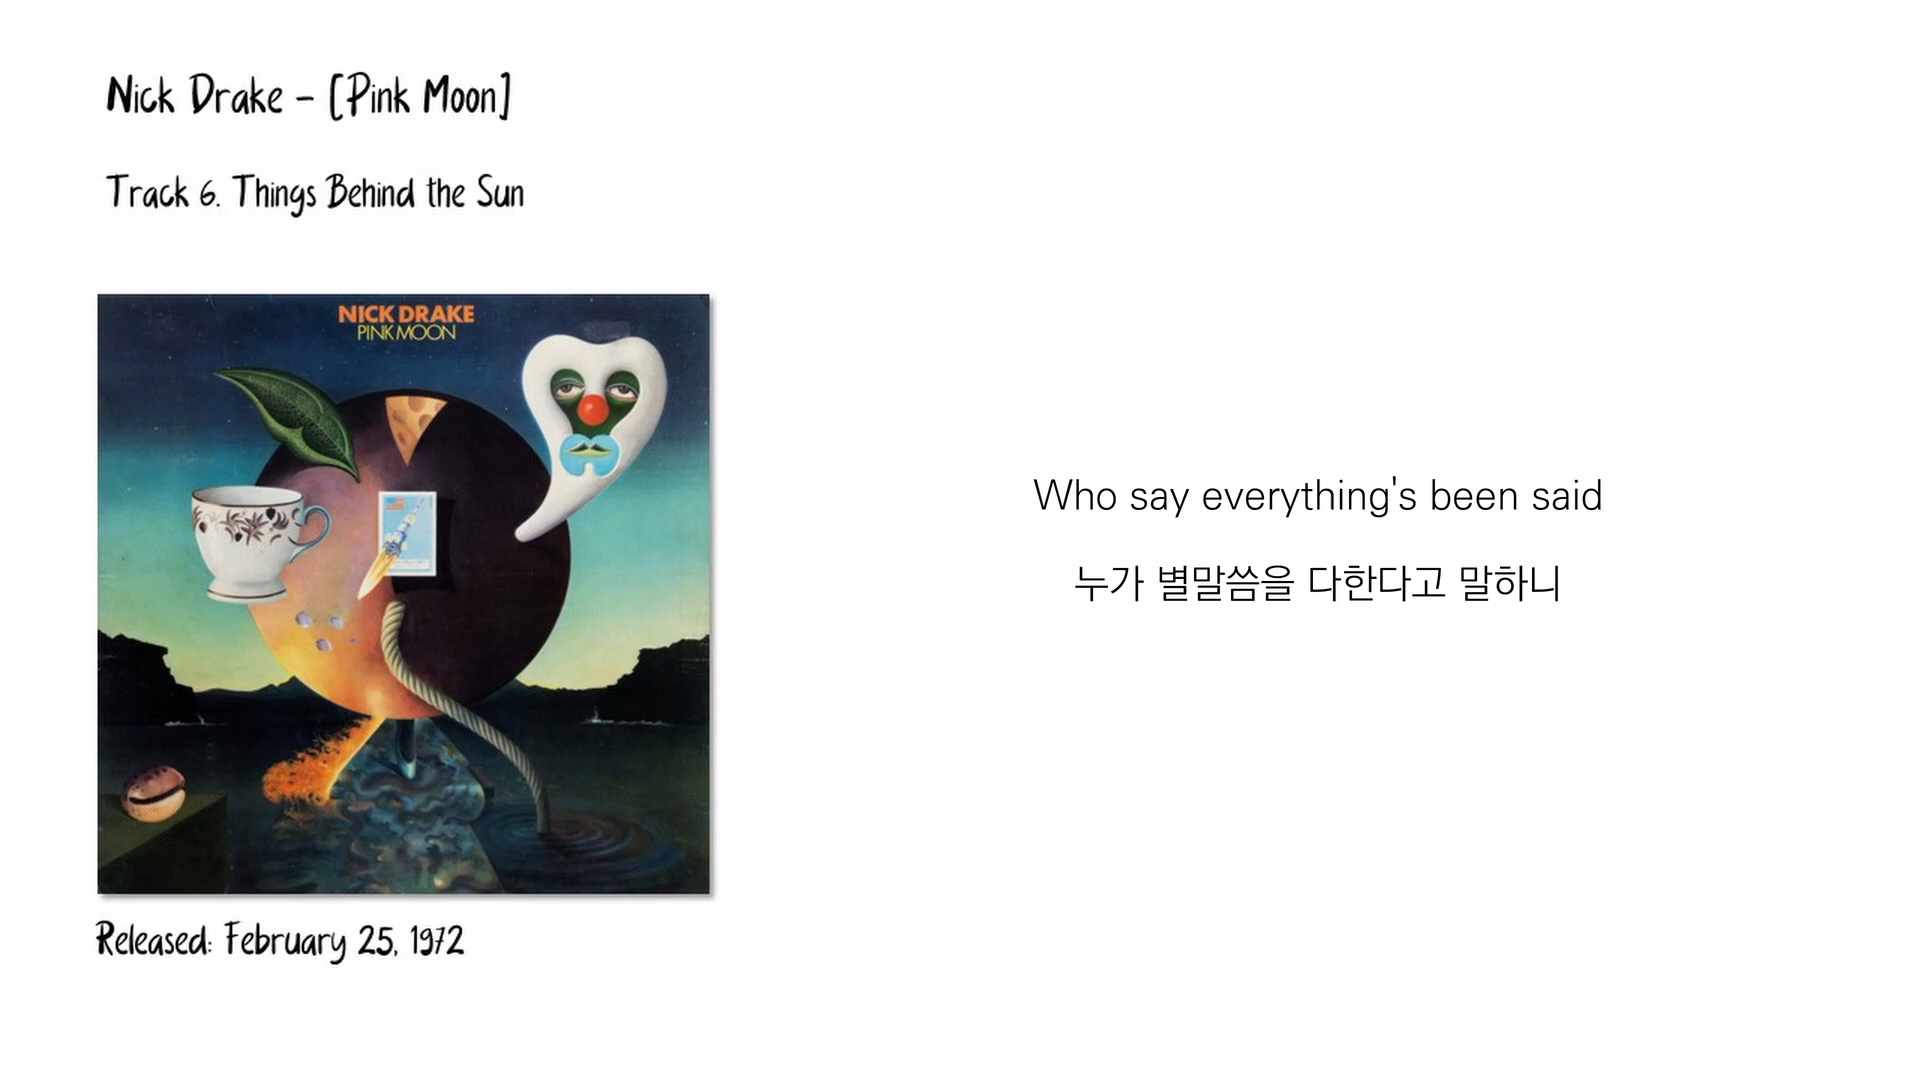 Nick Drake - [Pink Moon]
Track 6. Things Behind the Sun
NICK DRAKE
PINK MOON
Who say everything's been said
누가 별말씀을 다한다고 말하니
Released: February 25, 1972